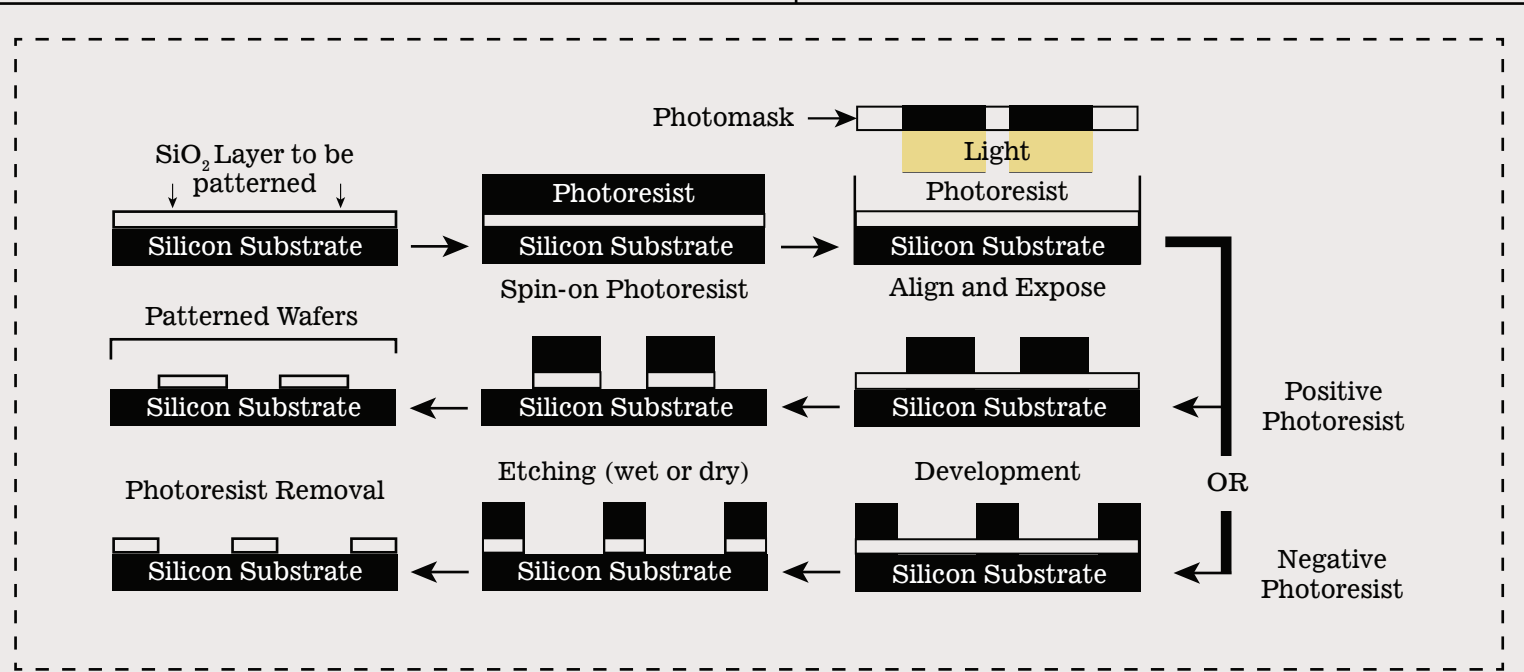 Photomask
Light
SiO2 Layer to be
patterned
Photoresist
Photoresist
Silicon Substrate
Silicon Substrate
Silicon Substrate
Spin-on Photoresist
Align and Expose
Patterned Wafers
Silicon Substrate
Silicon Substrate
Silicon Substrate
Positive
Photoresist
Photoresist Removal
Etching (wet or dry)
Development
OR
Silicon Substrate
Silicon Substrate
Silicon Substrate
Negative
Photoresist